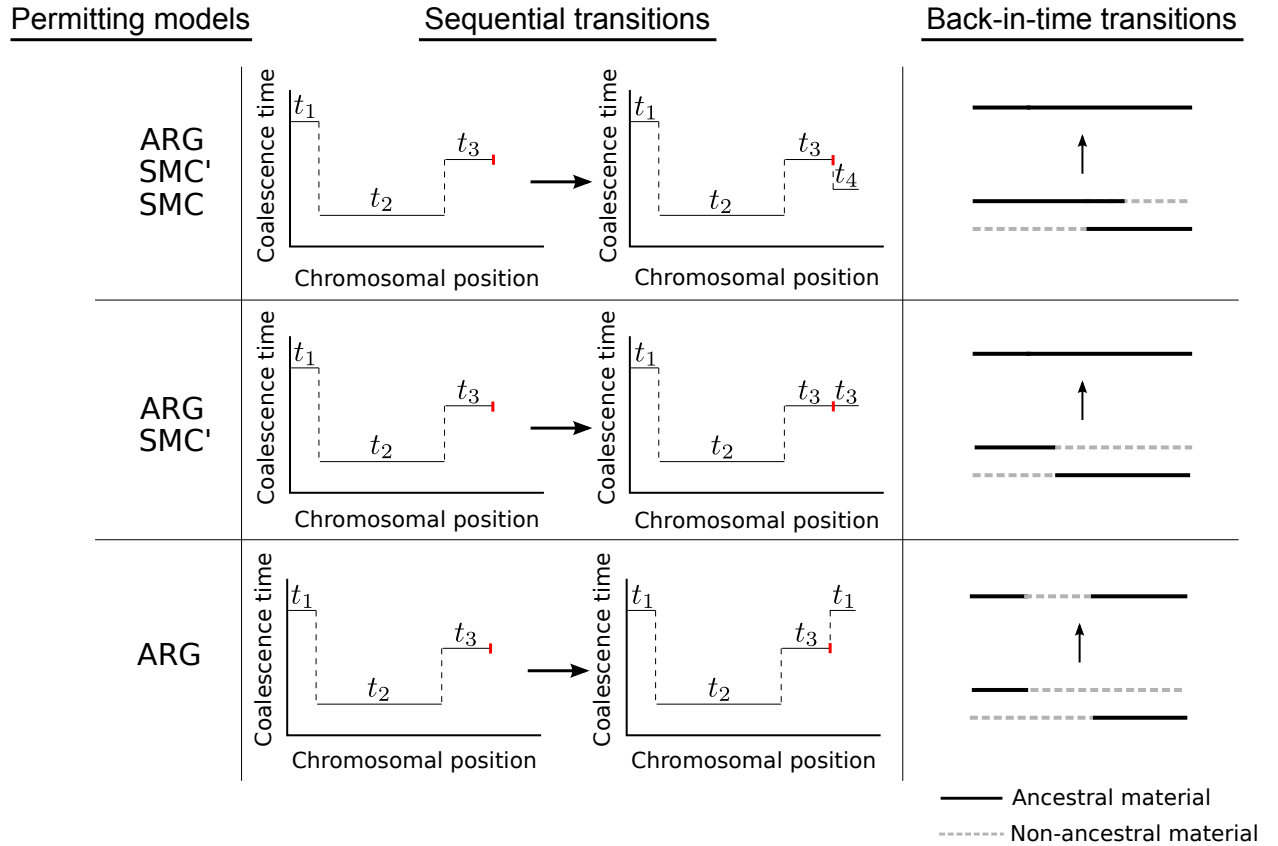 Permitting models
Sequential transitions
Back-in-time transitions
ARG
SMC'
SMC
Coalescence time
t1
t2
t3
Chromosomal position
Coalescence time
t1
t2
t3
t4
Chromosomal position
ARG
SMC'
Coalescence time
t1
t2
t3
Chromosomal position
Coalescence time
t1
t2
t3 t3
Chromosomal position
ARG
Coalescence time
t1
t2
t3
Chromosomal position
Coalescence time
t1
t2
t3
t1
Chromosomal position
Ancestral material
Non-ancestral material